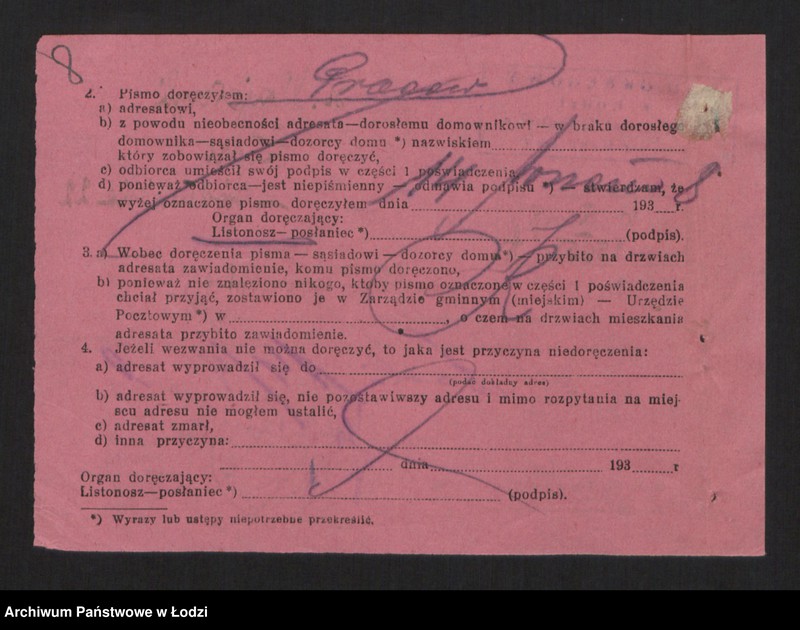 8
2. Pismo doręczyłem:
a) adresatowi,
b) z powodu nieobecności adresata—dorosłemu domownikowi — w braku dorosłego
domownika—sąsiadowi—dozorcy domu *) nazwiskiem
który zobowiązał się pismo doręczyć,
c) odbiorca umieścił swój podpis w części 1 poświadczenia,
d) ponieważ odbiorca—jest niepiśmienny — odmawia podpisu *) stwierdzam, że
wyżej oznaczone pismo doręczyłem dnia 193 r.
Organ doręczający:
Listonosz— posłaniec *) (podpis).
3. a) Wobec doręczenia pisma — sąsiadowi — dozorcy domu *) — przybito na drzwiach
adresata zawiadomienie, komu pismo doręczono,
b) ponieważ nie znaleziono nikogo, ktoby pismo oznaczone w części 1 poświadczenia
chciał przyjąć, zostawiono je w Zarządzie gminnym (miejskim) — Urzędzie
Pocztowym *) w , o czem na drzwiach mieszkania
adresata przybito zawiadomienie.
4. Jeżeli wezwania nie można doręczyć, to jaka jest przyczyna niedoręczenia:
a) adresat wyprowadził się do
(podać dokładny adres)
b) adresat wyprowadził się, nie pozostawiwszy adresu i mimo rozpytania na miej-
scu adresu nie mogłem ustalić,
c) adresat zmarł,
d) inna przyczyna:
dnia 193 r
Organ doręczający:
Listonosz—posłaniec *) (podpis).
*) Wyrazy lub ustępy niepotrzebne przekreślić.
Archiwum Państwowe w Łodzi